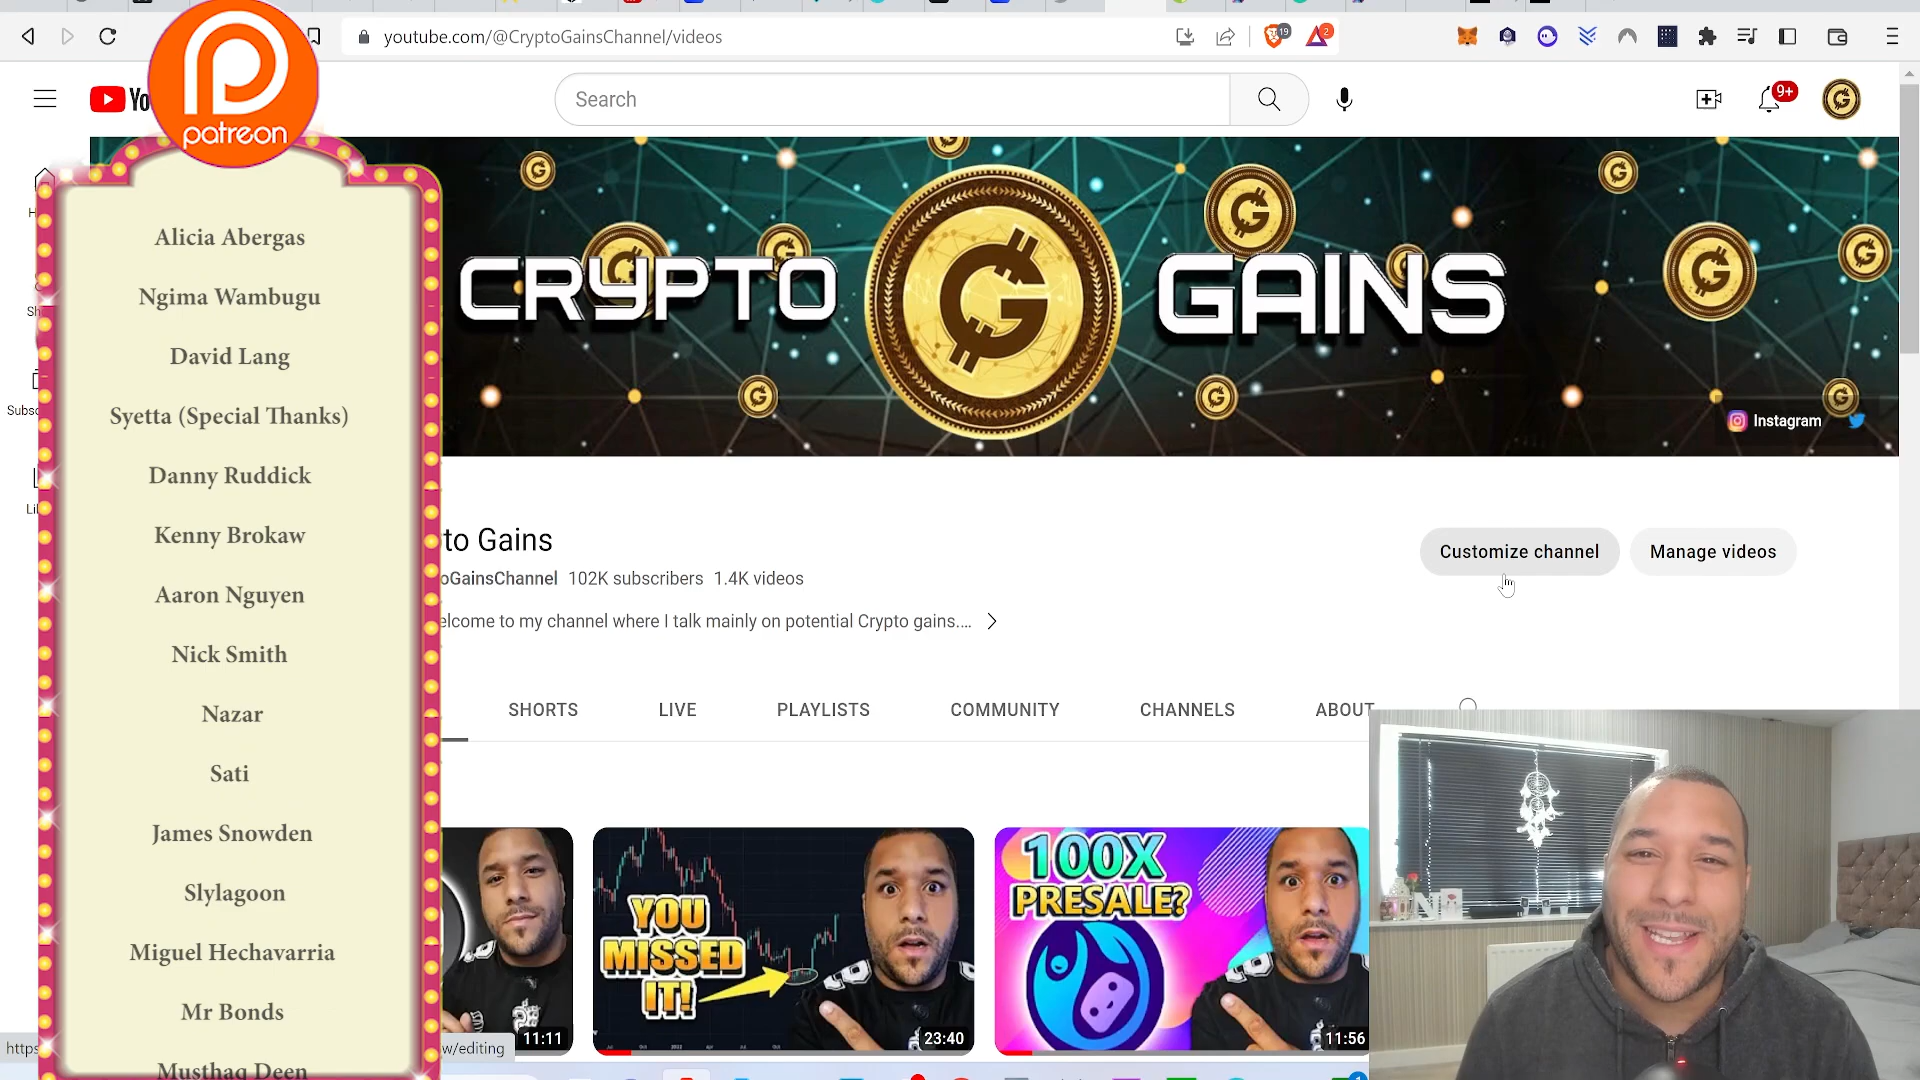 youtube.com/@CryptoGainsChannel/videos
19
2
patreon
Search
9+
Alicia Abergas
Ngima Wambugu
David Lang
Syetta (Special Thanks)
Danny Ruddick
Kenny Brokaw
Aaron Nguyen
Nick Smith
Nazar
Sati
James Snowden
Slylagoon
Miguel Hechavarria
Mr Bonds
Musthaq Deen
CRYPTO GAINS
Instagram
to Gains
oGainsChannel 102K subscribers 1.4K videos
elcome to my channel where I talk mainly on potential Crypto gains....
Customize channel
Manage videos
SHORTS
LIVE
PLAYLISTS
COMMUNITY
CHANNELS
ABOUT
11:11
YOU
MISSED
IT!
23:40
100X
PRESALE?
11:56
https
w/editing